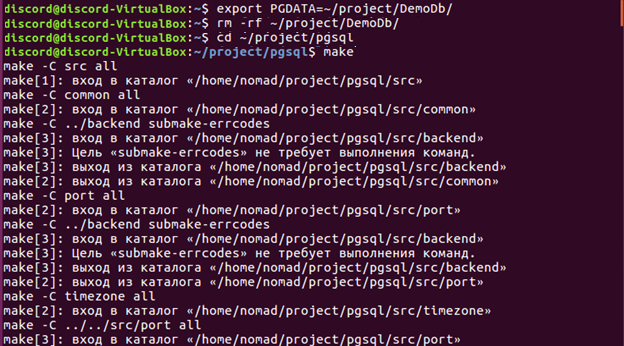 discord@discord-VirtualBox:~$ export PGDATA=~/project/DemoDb/
discord@discord-VirtualBox:~$ rm -rf ~/project/DemoDb/
discord@discord-VirtualBox:~$ cd ~/project/pgsql
discord@discord-VirtualBox:~/project/pgsql$ make
make -C src all
make[1]: вход в каталог «/home/nomad/project/pgsql/src»
make -C common all
make[2]: вход в каталог «/home/nomad/project/pgsql/src/common»
make -C ../backend submake-errcodes
make[3]: вход в каталог «/home/nomad/project/pgsql/src/backend»
make[3]: Цель «submake-errcodes» не требует выполнения команд.
make[3]: выход из каталога «/home/nomad/project/pgsql/src/backend»
make[2]: выход из каталога «/home/nomad/project/pgsql/src/common»
make -C port all
make[2]: вход в каталог «/home/nomad/project/pgsql/src/port»
make -C ../backend submake-errcodes
make[3]: вход в каталог «/home/nomad/project/pgsql/src/backend»
make[3]: Цель «submake-errcodes» не требует выполнения команд.
make[3]: выход из каталога «/home/nomad/project/pgsql/src/backend»
make[2]: выход из каталога «/home/nomad/project/pgsql/src/port»
make -C timezone all
make[2]: вход в каталог «/home/nomad/project/pgsql/src/timezone»
make -C ../../src/port all
make[3]: вход в каталог «/home/nomad/project/pgsql/src/port»